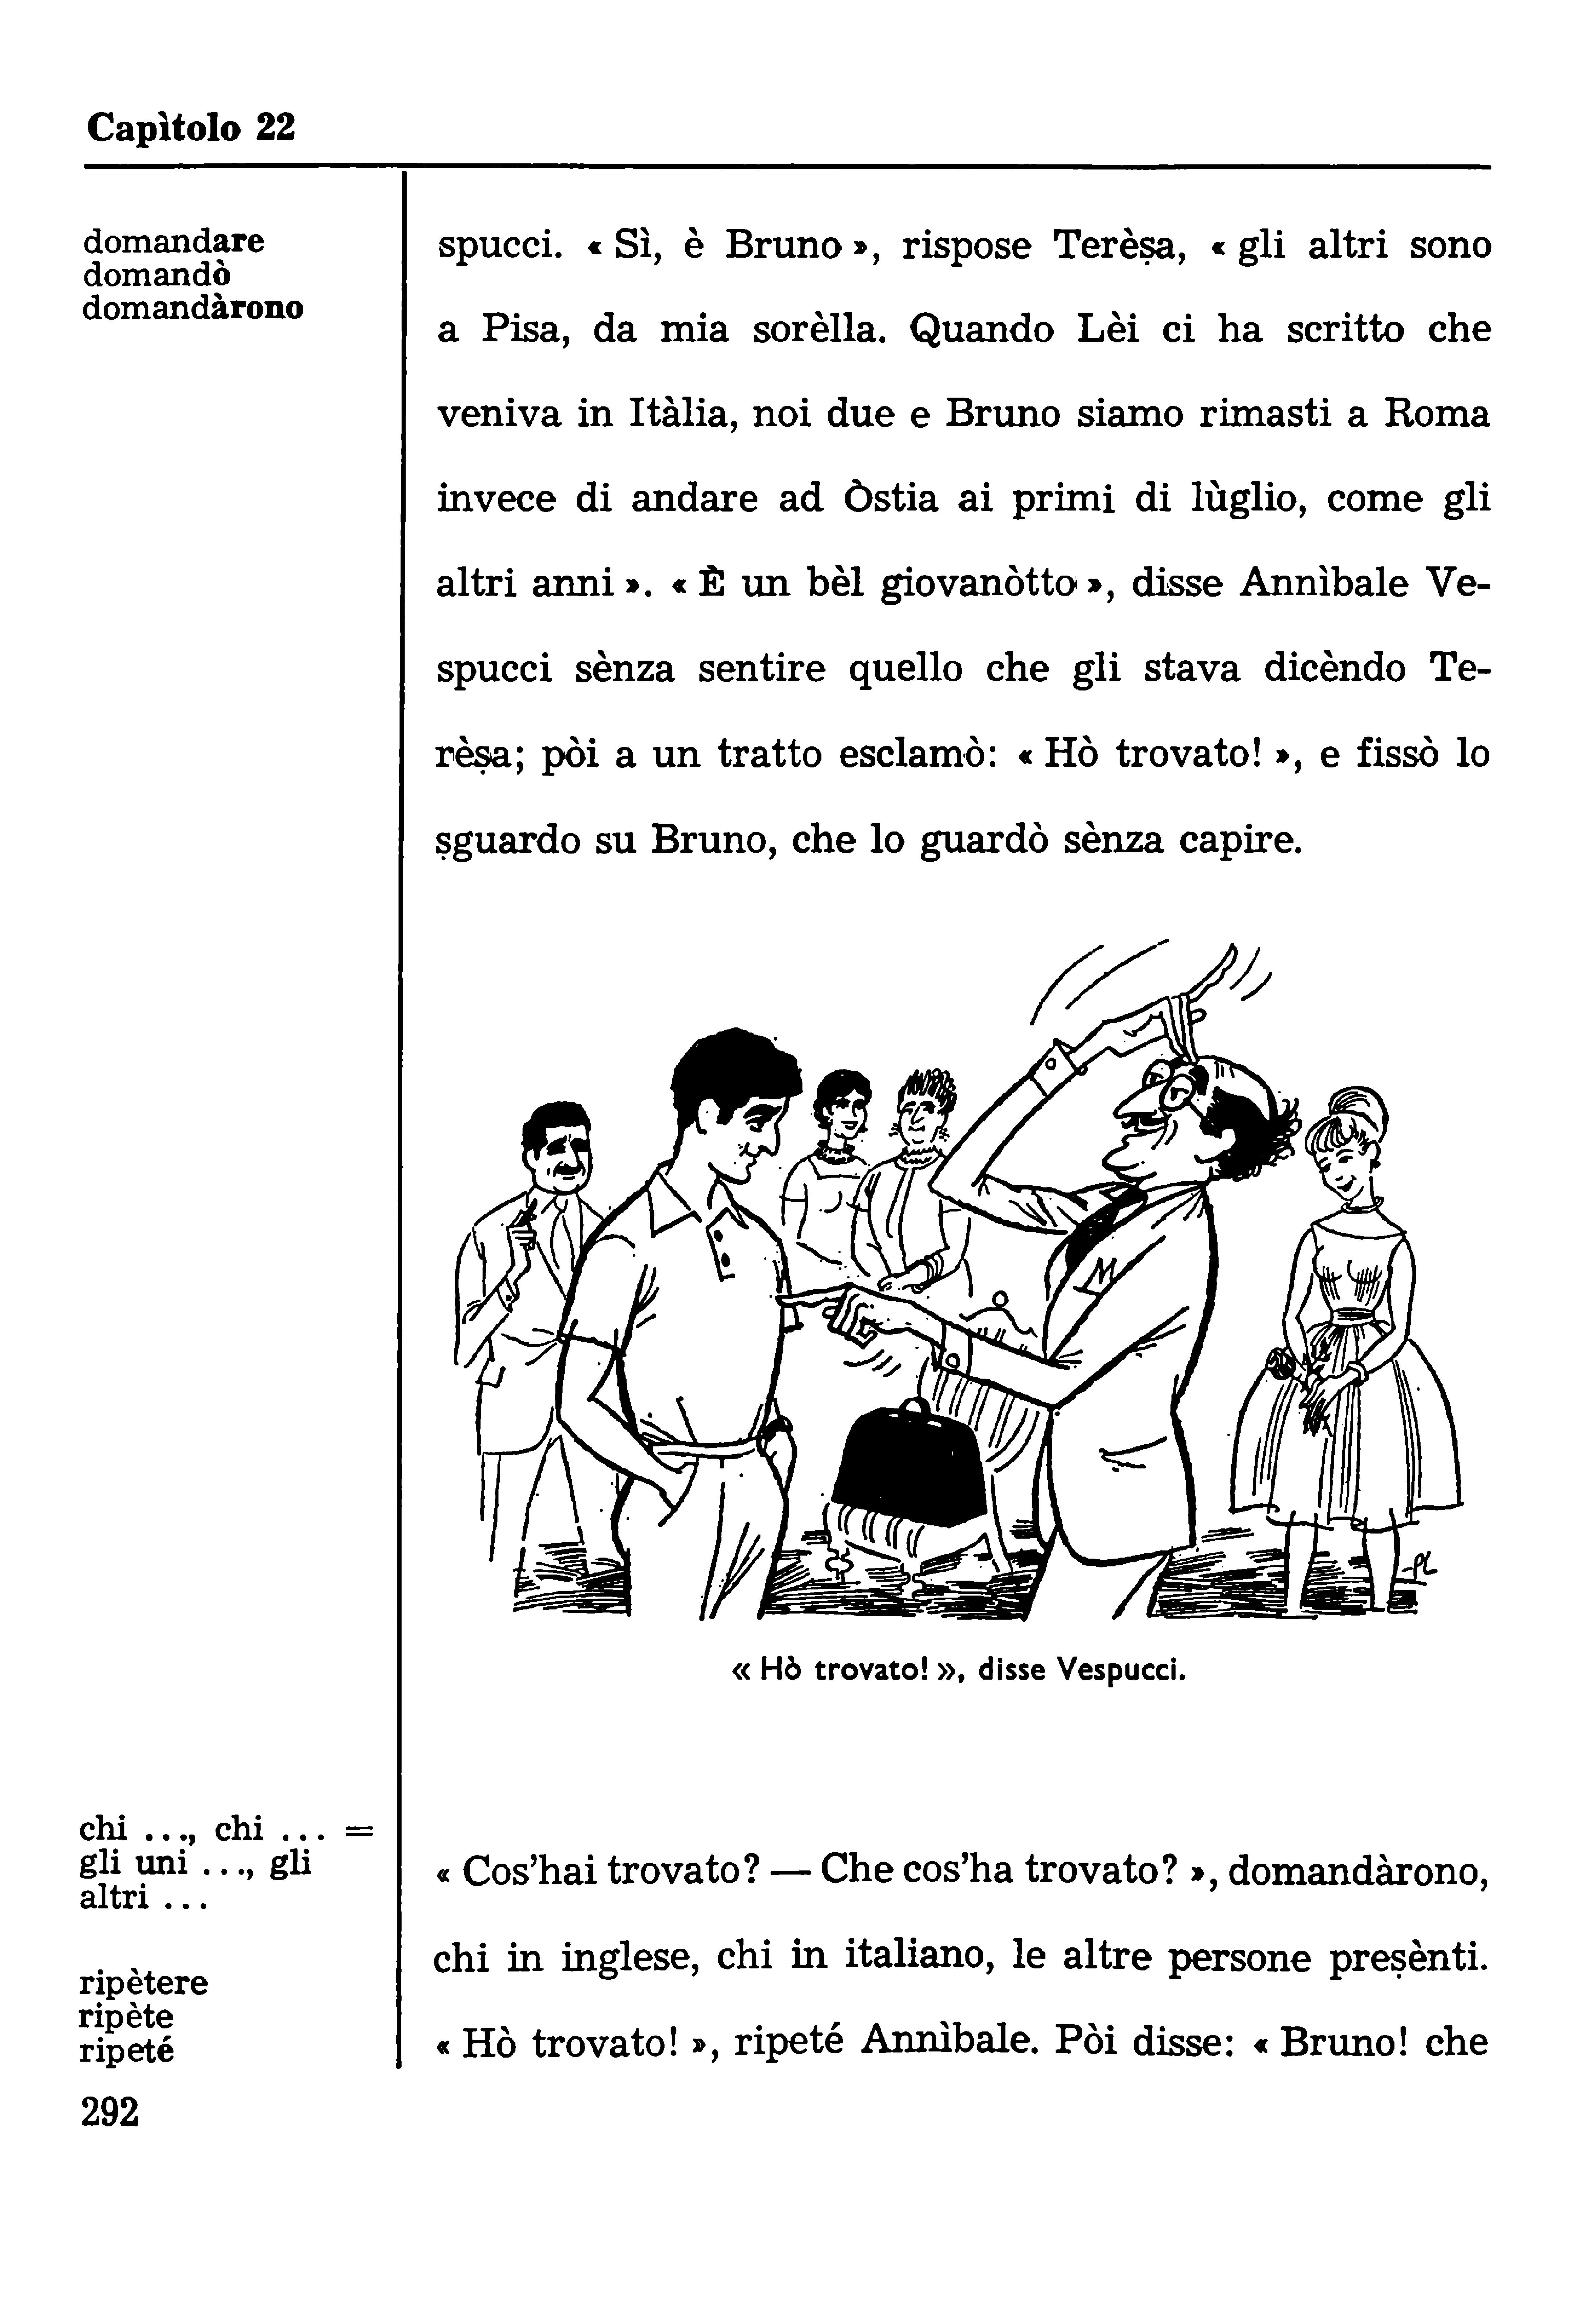 Capìtolo 22
domandare
domandò
domandàrono
spucci. « Sì, è Bruno », rispose Terèṣa, « gli altri sono
a Pisa, da mia sorèlla. Quando Lèi ci ha scritto che
veniva in Itàlia, noi due e Bruno siamo rimasti a Roma
invece di andare ad Òstia ai primi di lùglio, come gli
altri anni ». « È un bèl giovanòtto », disse Annìbale Ve-
spucci sènza sentire quello che gli stava dicèndo Te-
rèṣa; pòi a un tratto esclamò: « Hò trovato! », e fissò lo
ṣguardo su Bruno, che lo guardò sènza capire.
PL
« Hò trovato! », disse Vespucci.
chi ..., chi ... =
gli uni ..., gli
altri ...
« Cos'hai trovato? — Che cos'ha trovato? », domandàrono,
chi in inglese, chi in italiano, le altre persone preṣènti.
ripètere
ripète
ripeté
« Hò trovato! », ripeté Annìbale. Pòi disse: « Bruno! che
292